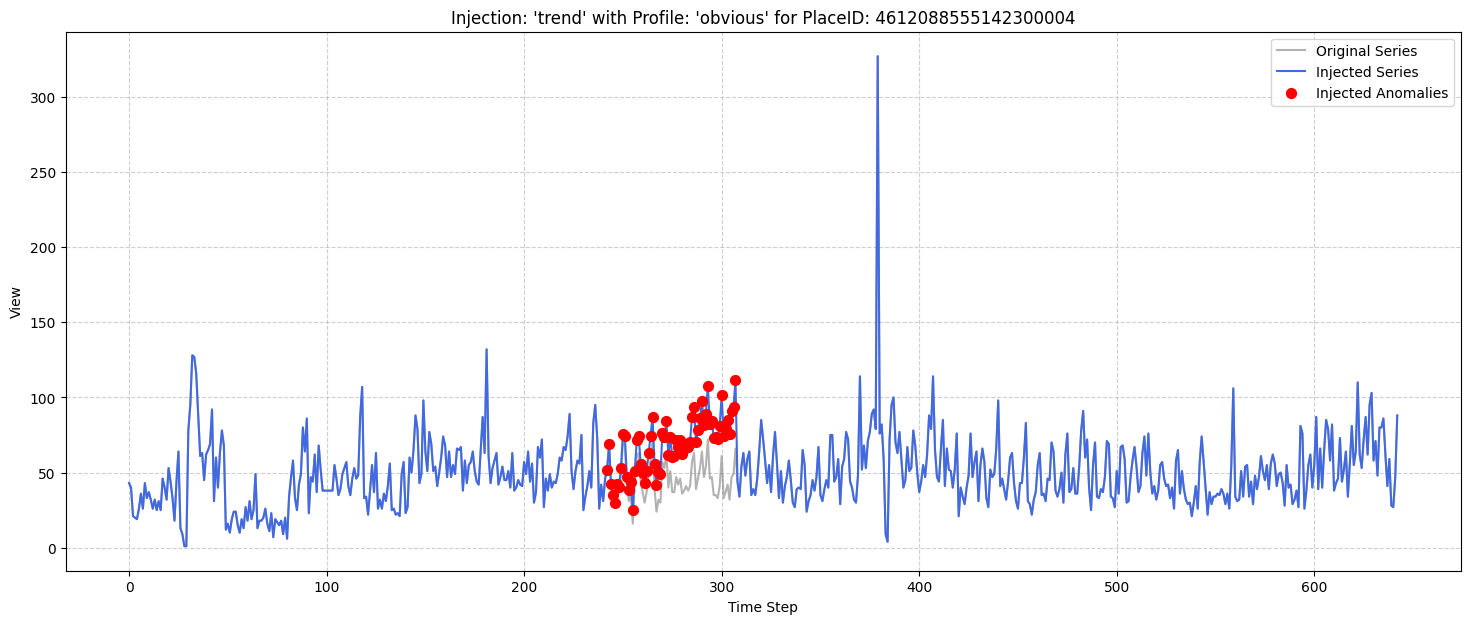 Injection: 'trend' with Profile: 'obvious' for PlaceID: 4612088555142300004
Original Series
Injected Series
Injected Anomalies
View
300
250
200
150
100
50
0
0 100 200 300 400 500 600
Time Step